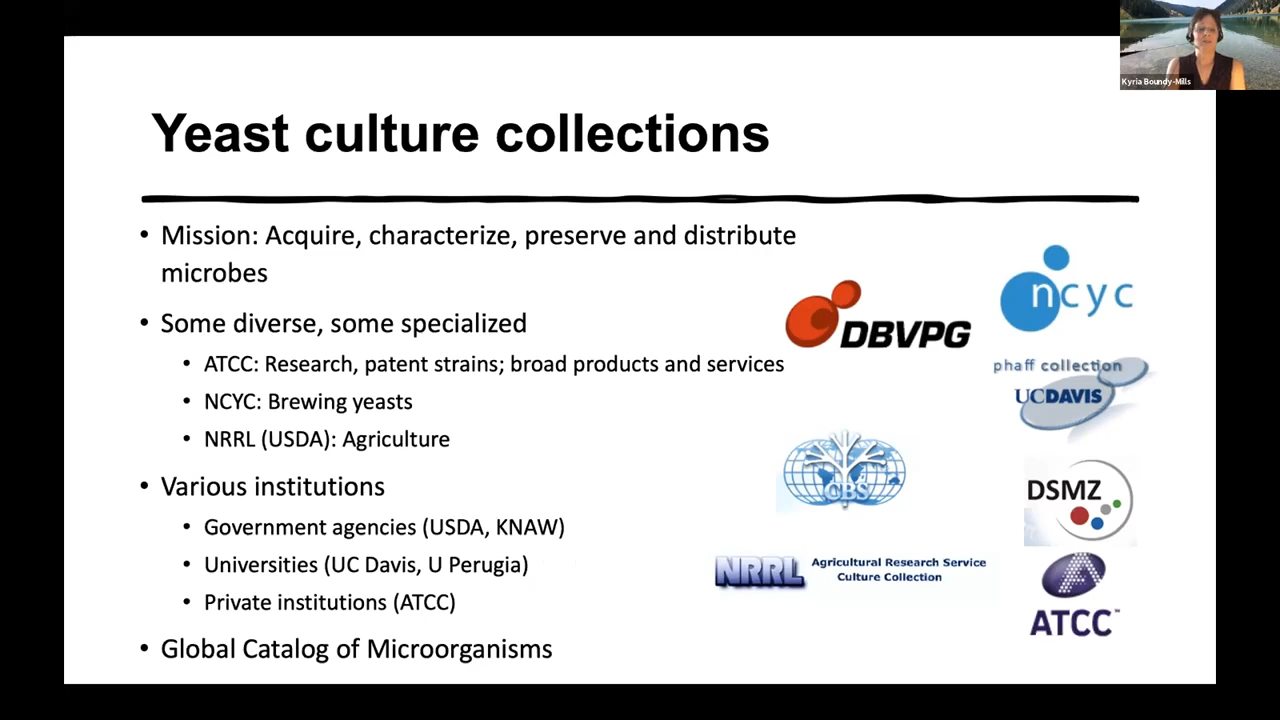 Kyria Boundy-Mills
Yeast culture collections
• Mission: Acquire, characterize, preserve and distribute
microbes
• Some diverse, some specialized
• ATCC: Research, patent strains; broad products and services
• NCYC: Brewing yeasts
• NRRL (USDA): Agriculture
• Various institutions
• Government agencies (USDA, KNAW)
• Universities (UC Davis, U Perugia)
• Private institutions (ATCC)
• Global Catalog of Microorganisms
ncyc
DBVPG
phaff collection
UCDAVIS
CBS
DSMZ
NRRL
Agricultural Research Service
Culture Collection
ATCC™